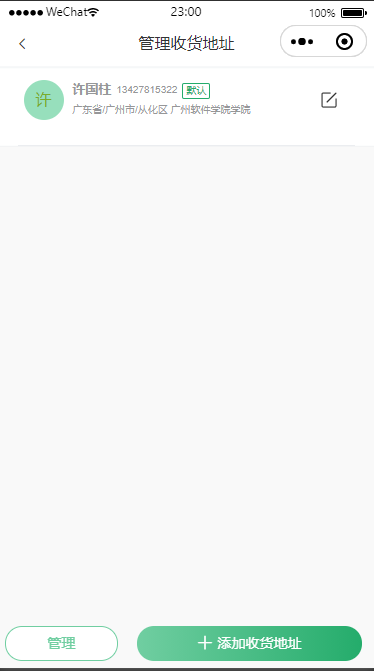 WeChat 23:00 100%
管理收货地址
许 许国柱 13427815322 默认
广东省/广州市/从化区 广州软件学院学院
管理 + 添加收货地址